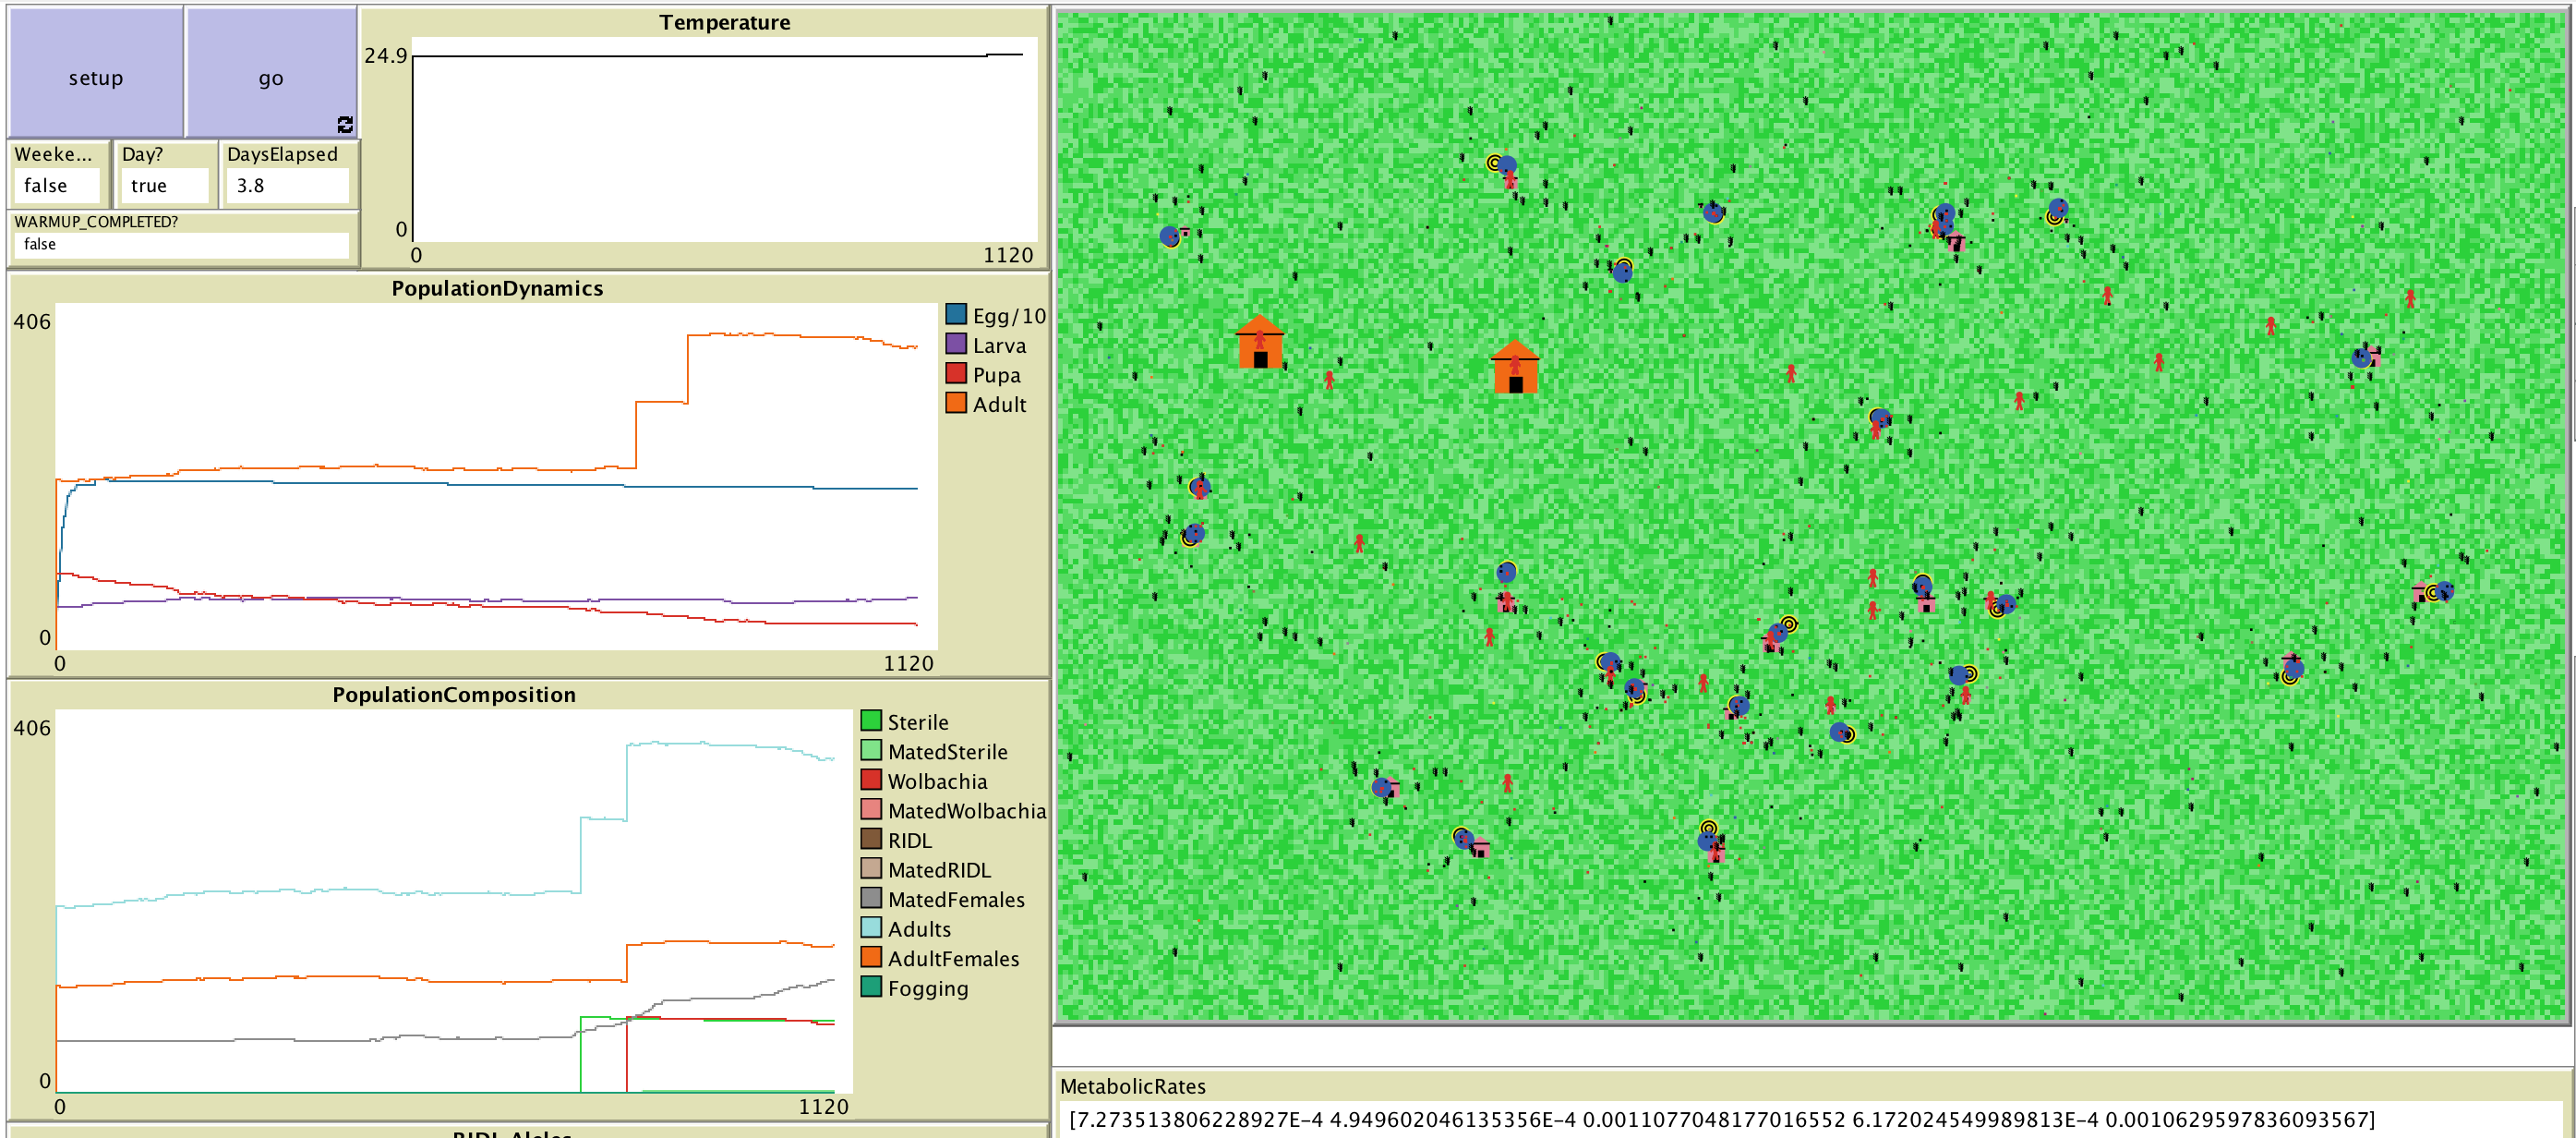 setup
go
Weeke...
false
Day?
true
DaysElapsed
3.8
WARMUP_COMPLETED?
false
Temperature
24.9
0
0
1120
PopulationDynamics
406
0
0
1120
Egg/10
Larva
Pupa
Adult
PopulationComposition
406
0
0
1120
Sterile
MatedSterile
Wolbachia
MatedWolbachia
RIDL
MatedRIDL
MatedFemales
Adults
AdultFemales
Fogging
MetabolicRates
[7.273513806228927E-4 4.949602046135356E-4 0.0011077048177016552 6.172024549989813E-4 0.0010629597836093567]